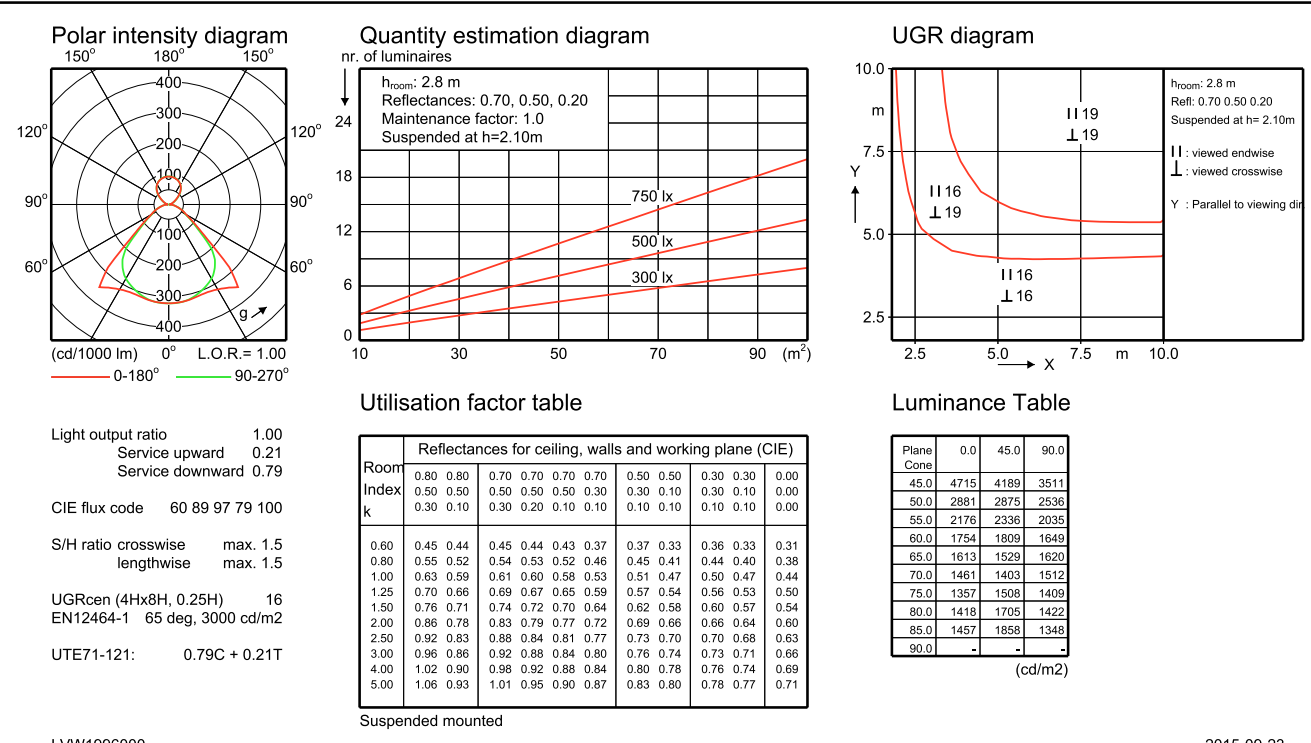 Polar intensity diagram
150° 180° 150°
400
300
200
100
120° 120°
90° 90°
100
200
60° 60°
300
400
g
(cd/1000 lm) 0° L.O.R.= 1.00
0-180° 90-270°
Quantity estimation diagram
nr. of luminaires
hroom: 2.8 m
Reflectances: 0.70, 0.50, 0.20
Maintenance factor: 1.0
Suspended at h=2.10m
24
18
12
6
0
750 lx
500 lx
300 lx
10 30 50 70 90 (m²)
UGR diagram
10.0
m
7.5
Y
5.0
2.5
II 19
⊥ 19
II 16
⊥ 19
II 16
⊥ 16
2.5 5.0 7.5 m 10.0
X
hroom: 2.8 m
Refl: 0.70 0.50 0.20
Suspended at h= 2.10m
II : viewed endwise
⊥ : viewed crosswise
Y : Parallel to viewing dir
Light output ratio 1.00
Service upward 0.21
Service downward 0.79
CIE flux code 60 89 97 79 100
S/H ratio crosswise max. 1.5
lengthwise max. 1.5
UGRcen (4Hx8H, 0.25H) 16
EN12464-1 65 deg, 3000 cd/m2
UTE71-121: 0.79C + 0.21T
Utilisation factor table
Room Index k
Reflectances for ceiling, walls and working plane (CIE)
0.80 0.80 0.70 0.70 0.70 0.70 0.50 0.50 0.30 0.30 0.00
0.50 0.50 0.50 0.50 0.50 0.30 0.30 0.10 0.30 0.10 0.00
0.30 0.10 0.30 0.20 0.10 0.10 0.10 0.10 0.10 0.10 0.00
0.60 0.45 0.44 0.45 0.44 0.43 0.37 0.37 0.33 0.36 0.33 0.31
0.80 0.55 0.52 0.54 0.53 0.52 0.46 0.45 0.41 0.44 0.40 0.38
1.00 0.63 0.59 0.61 0.60 0.58 0.53 0.51 0.47 0.50 0.47 0.44
1.25 0.70 0.66 0.69 0.67 0.65 0.59 0.57 0.54 0.56 0.53 0.50
1.50 0.76 0.71 0.74 0.72 0.70 0.64 0.62 0.58 0.60 0.57 0.54
2.00 0.86 0.78 0.83 0.79 0.77 0.72 0.69 0.66 0.66 0.64 0.60
2.50 0.92 0.83 0.88 0.84 0.81 0.77 0.73 0.70 0.70 0.68 0.63
3.00 0.96 0.86 0.92 0.88 0.84 0.80 0.76 0.74 0.73 0.71 0.66
4.00 1.02 0.90 0.98 0.92 0.88 0.84 0.80 0.78 0.76 0.74 0.69
5.00 1.06 0.93 1.01 0.95 0.90 0.87 0.83 0.80 0.78 0.77 0.71
Suspended mounted
Luminance Table
Plane 0.0 45.0 90.0
Cone
45.0 4715 4189 3511
50.0 2881 2875 2536
55.0 2176 2336 2035
60.0 1754 1809 1649
65.0 1613 1529 1620
70.0 1461 1403 1512
75.0 1357 1508 1409
80.0 1418 1705 1422
85.0 1457 1858 1348
90.0 - - -
(cd/m2)